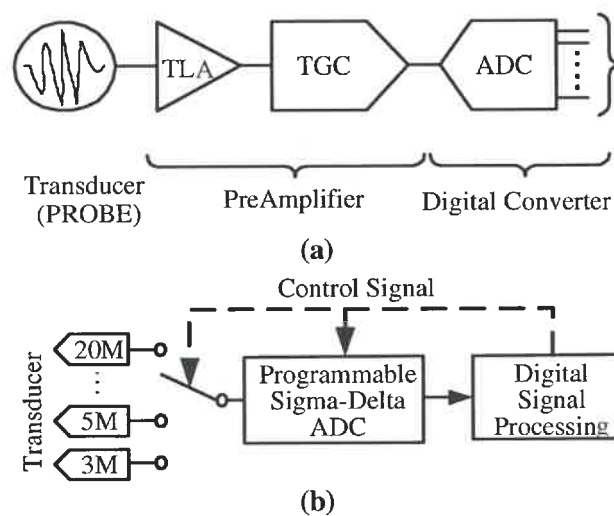 TLA
TGC
ADC
Transducer
(PROBE)
PreAmplifier
Digital Converter
(a)
Control Signal
Transducer
20M
5M
3M
Programmable
Sigma-Delta
ADC
Digital
Signal
Processing
(b)